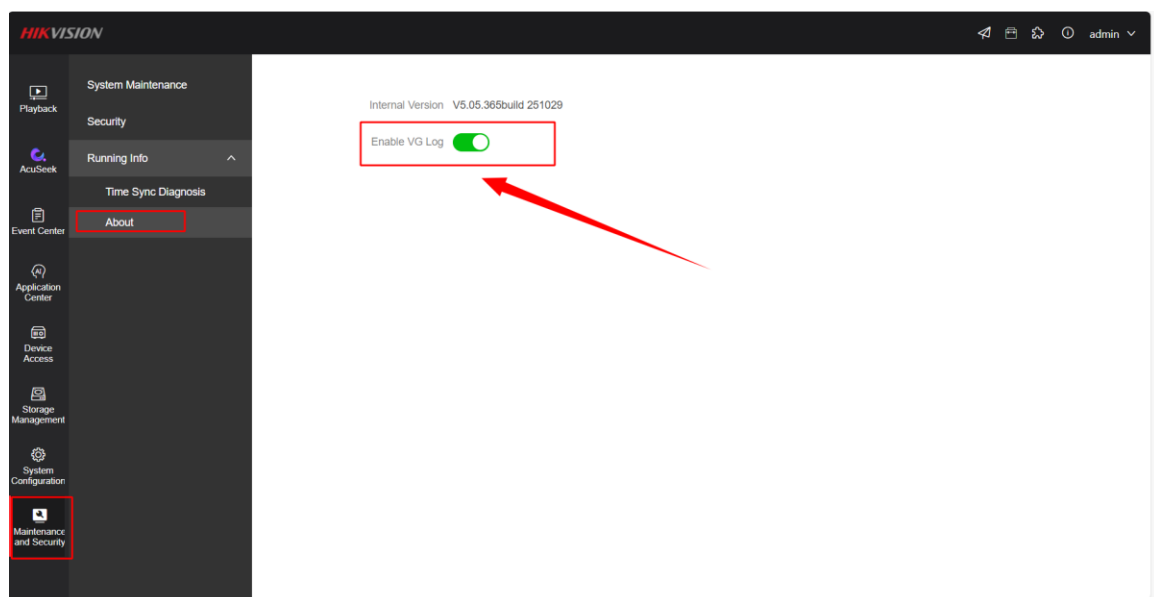 HIKVISION
admin
Playback
AcuSeek
Event Center
Application
Center
Device
Access
Storage
Management
System
Configuration
Maintenance
and Security
System Maintenance
Security
Running Info
Time Sync Diagnosis
About
Internal Version V5.05.365build 251029
Enable VG Log